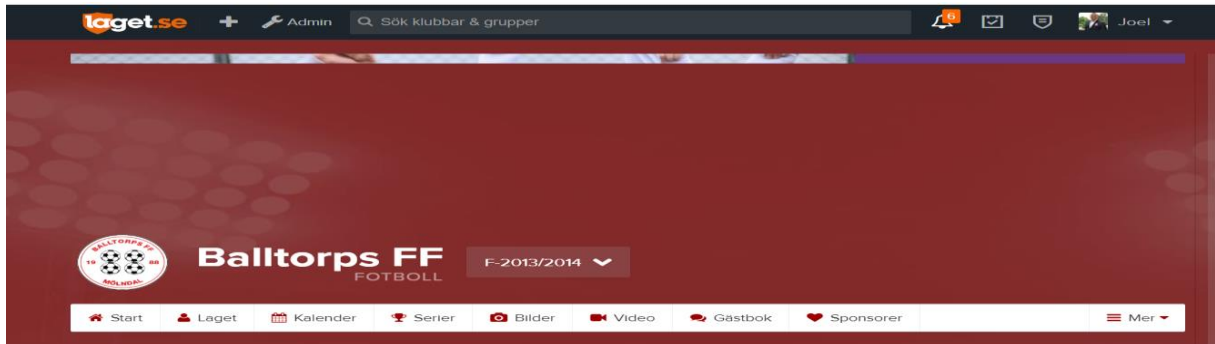 laget.se + Admin Sök klubbar & grupper 6 Joel
BALLTORPS FF
19 88
MÖLNDAL
Balltorps FF
FOTBOLL
F-2013/2014
Start Laget Kalender Serier Bilder Video Gästbok Sponsorer Mer